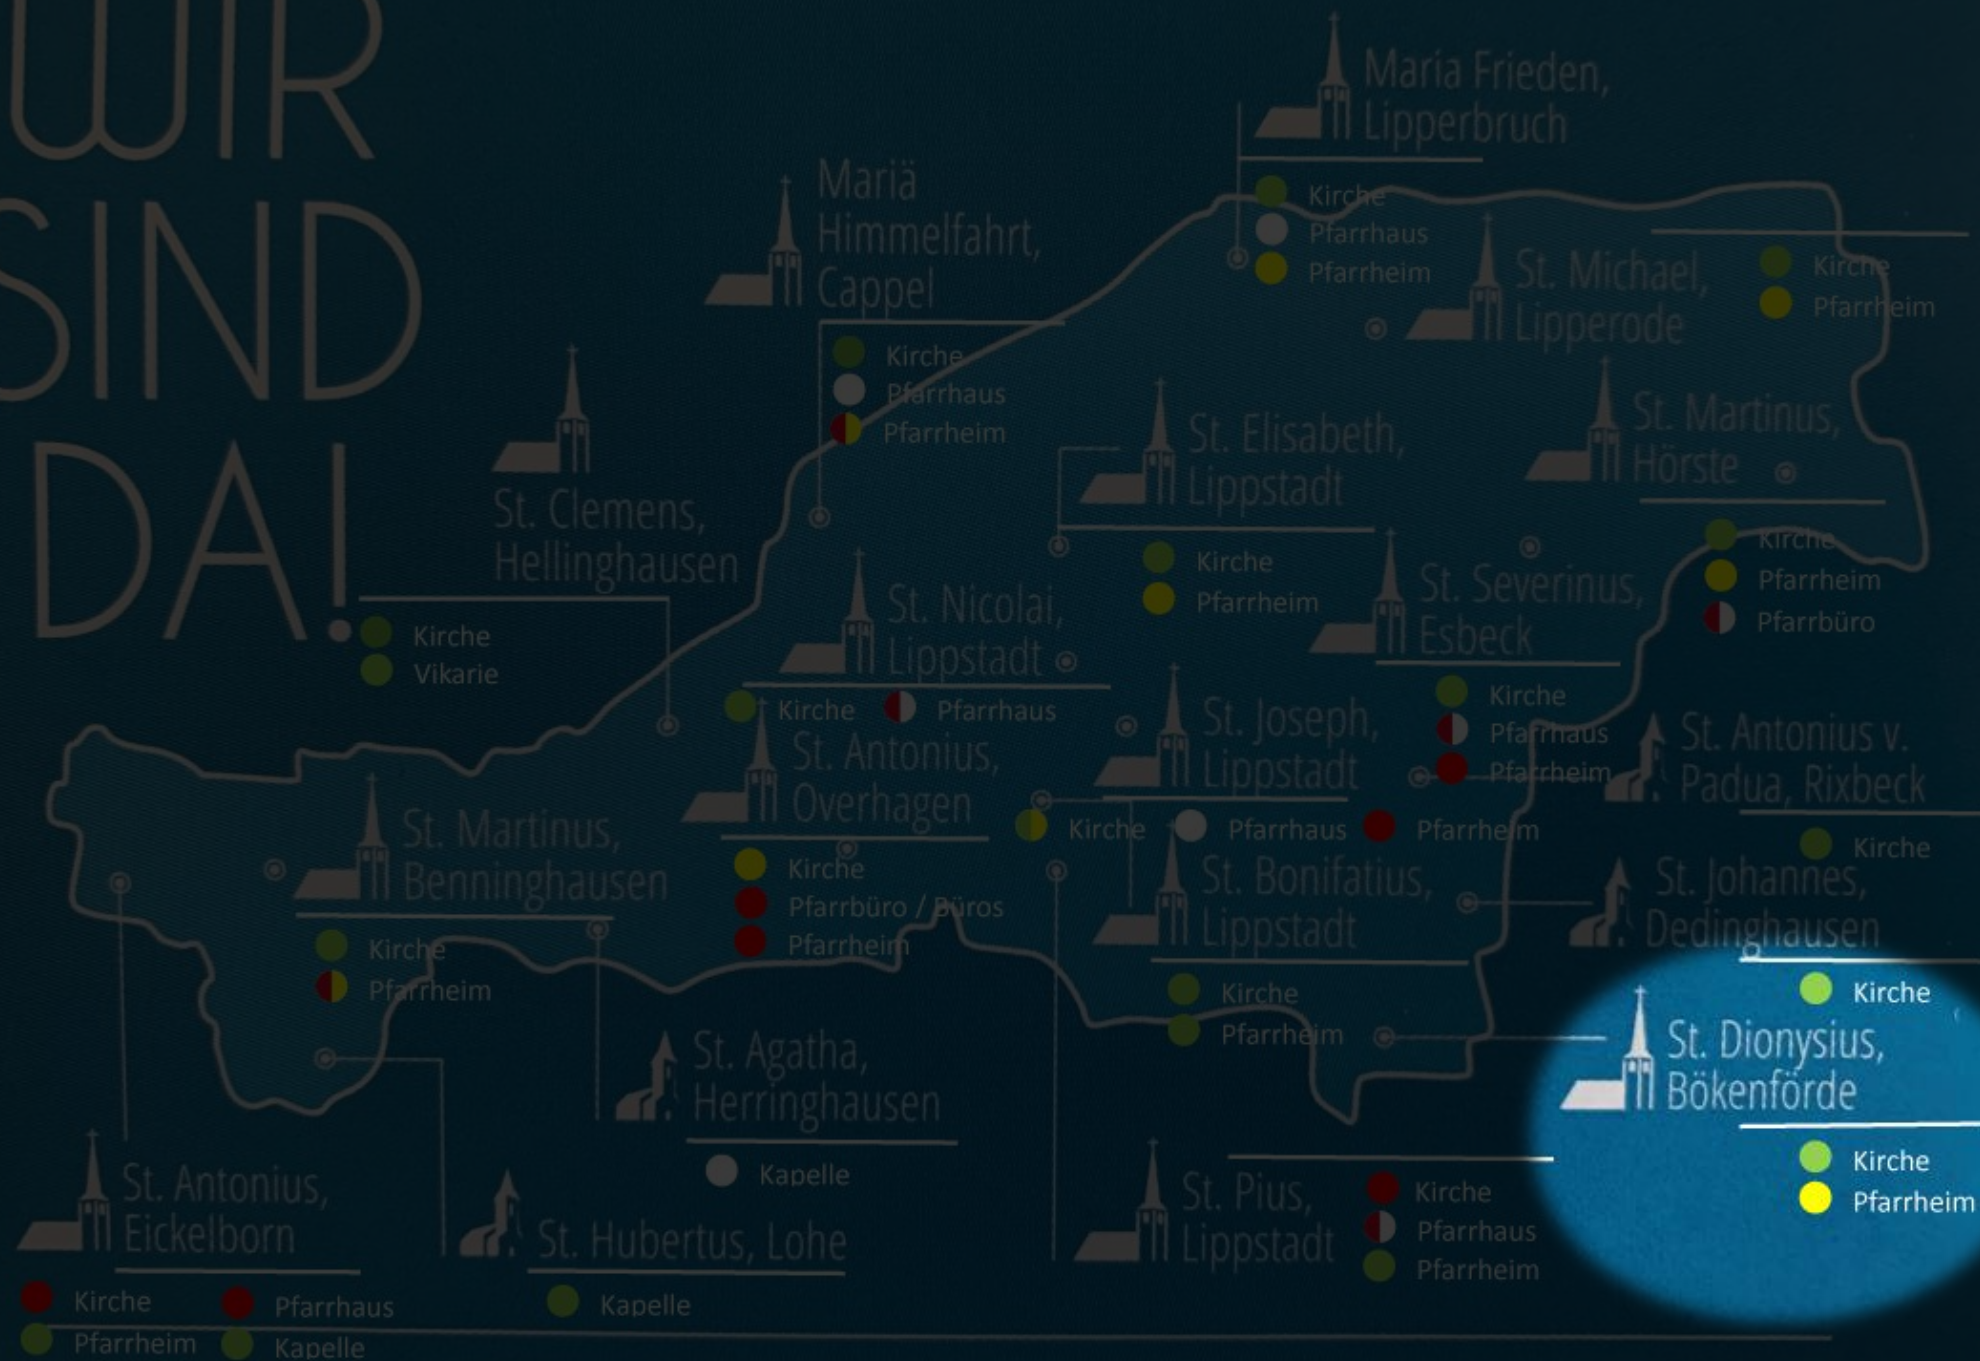 WIR
SIND
DA!
Maria Frieden,
Lipperbruch
Kirche
Pfarrhaus
Pfarrheim
Mariä
Himmelfahrt,
Cappel
Kirche
Pfarrhaus
Pfarrheim
St. Michael,
Lipperode
Kirche
Pfarrheim
St. Clemens,
Hellinghausen
Kirche
Vikarie
St. Elisabeth,
Lippstadt
Kirche
Pfarrheim
St. Martinus,
Hörste
Kirche
Pfarrheim
Pfarrbüro
St. Nicolai,
Lippstadt
Kirche Pfarrhaus
St. Severinus,
Esbeck
Kirche
Pfarrhaus
Pfarrheim
St. Antonius,
Overhagen
Kirche
Pfarrbüro / Büros
Pfarrheim
St. Joseph,
Lippstadt
Kirche Pfarrhaus Pfarrheim
St. Antonius v.
Padua, Rixbeck
Kirche
St. Martinus,
Benninghausen
Kirche
Pfarrheim
St. Bonifatius,
Lippstadt
Kirche
Pfarrheim
St. Johannes,
Dedinghausen
Kirche
St. Dionysius,
Bökenförde
Kirche
Pfarrheim
St. Agatha,
Herringhausen
Kapelle
St. Antonius,
Eickelborn
Kirche Pfarrhaus
Pfarrheim Kapelle
St. Hubertus, Lohe
Kapelle
St. Pius,
Lippstadt
Kirche
Pfarrhaus
Pfarrheim